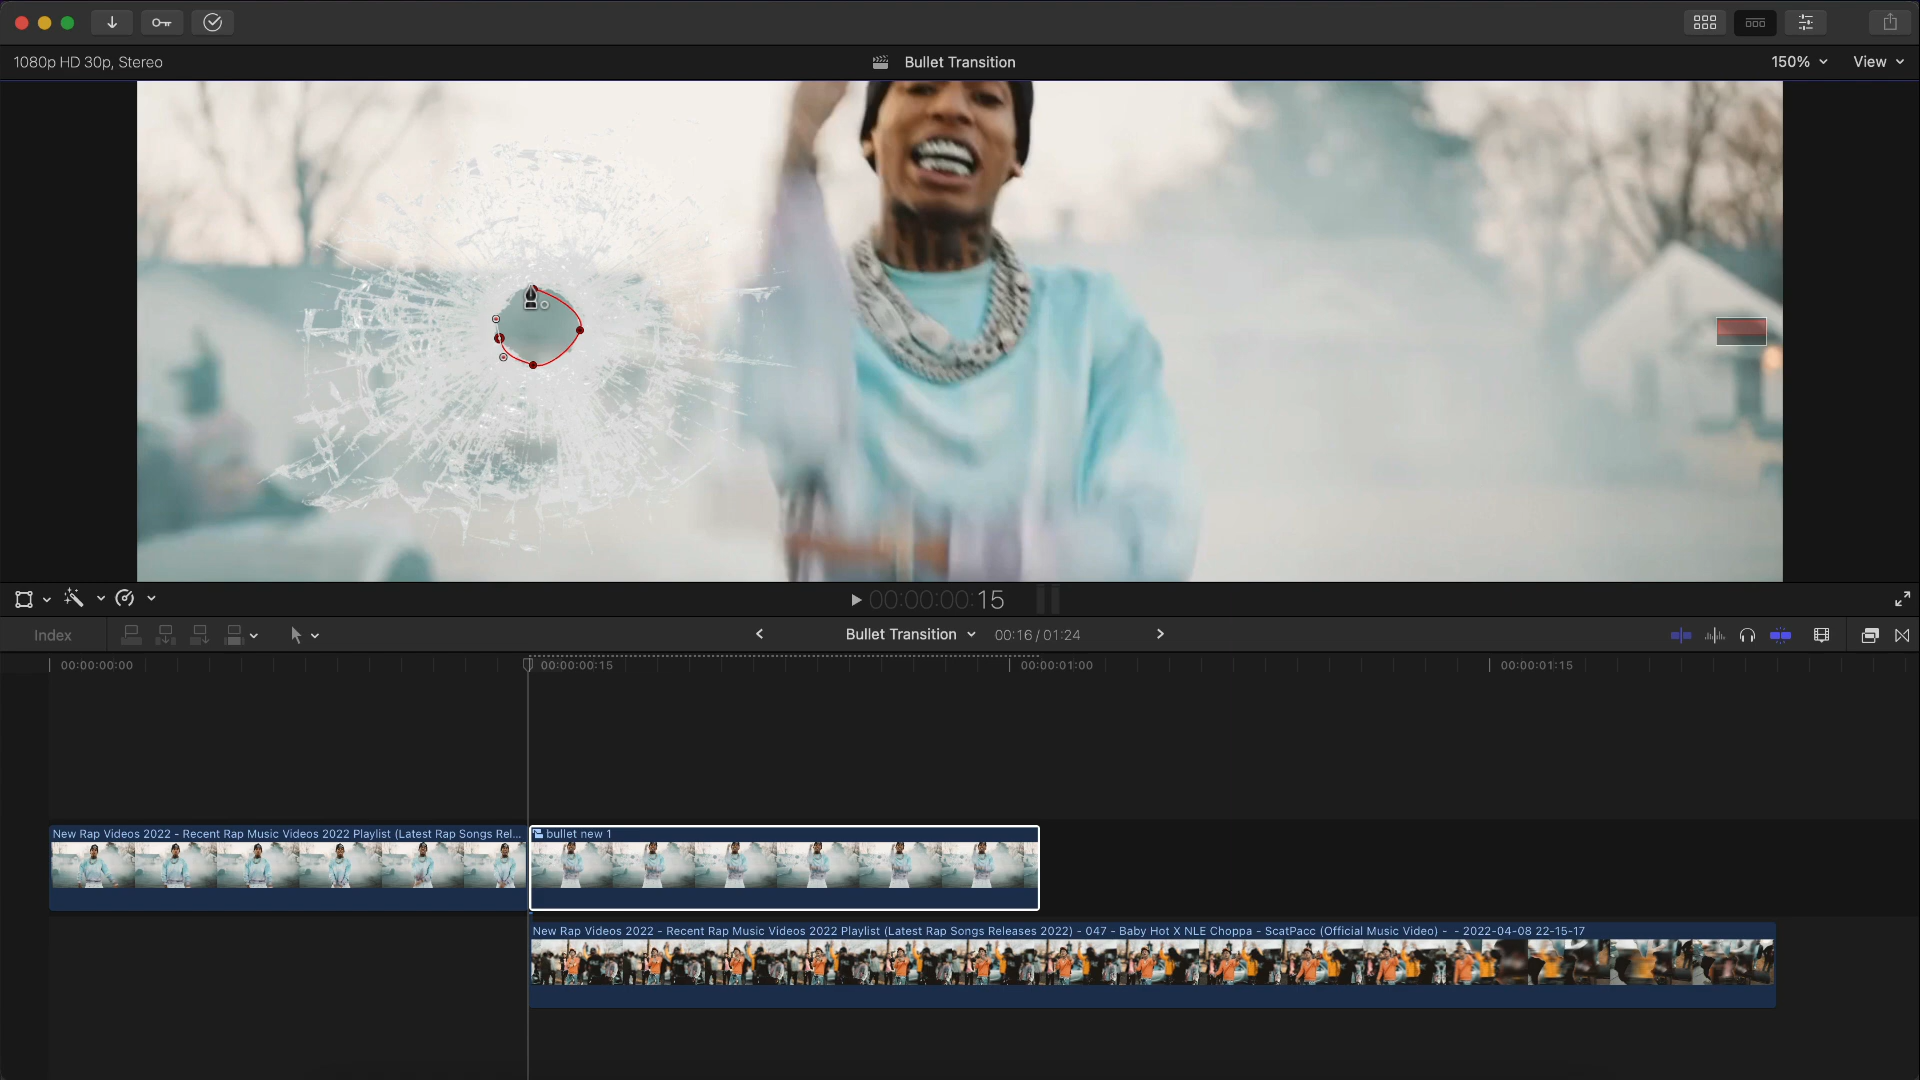 1080p HD 30p, Stereo
Bullet Transition
150%
View
00:00:00:15
Index
Bullet Transition
00:16 / 01:24
00:00:00:00
00:00:00:15
00:00:01:00
00:00:01:15
New Rap Videos 2022 - Recent Rap Music Videos 2022 Playlist (Latest Rap Songs Rel...
bullet new 1
New Rap Videos 2022 - Recent Rap Music Videos 2022 Playlist (Latest Rap Songs Releases 2022) - 047 - Baby Hot X NLE Choppa - ScatPacc (Official Music Video) - - 2022-04-08 22-15-17